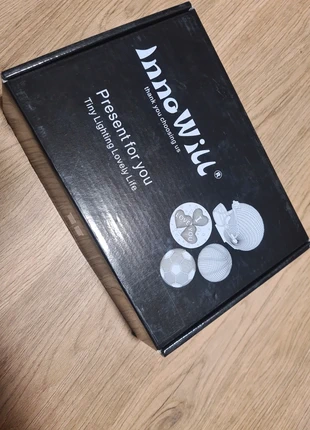 InnoWill®
thank you choosing us
Present for you
Tiny Lighting Lovely Life.